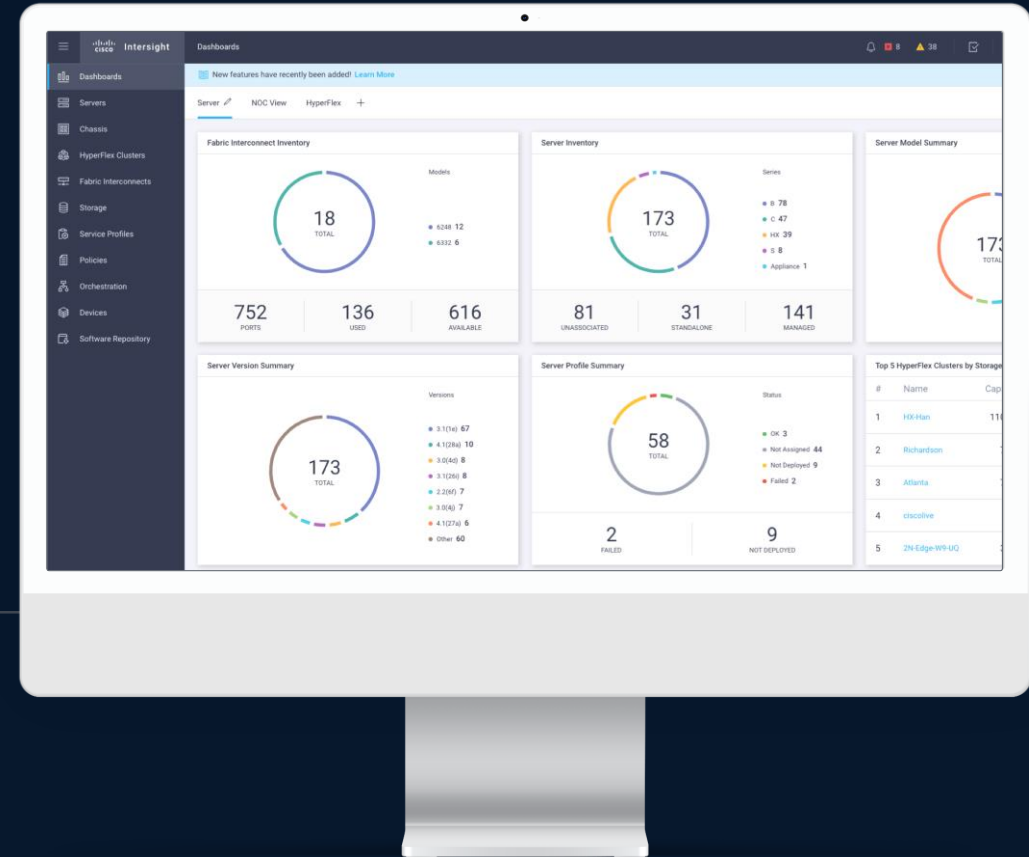 cisco Intersight
Dashboards
8
38
Dashboards
Servers
Chassis
HyperFlex Clusters
Fabric Interconnects
Storage
Service Profiles
Policies
Orchestration
Devices
Software Repository
New features have recently been added! Learn More
Server
NOC View
HyperFlex
Fabric Interconnect Inventory
18
TOTAL
Models
6248 12
6332 6
752
PORTS
136
USED
616
AVAILABLE
Server Inventory
173
TOTAL
Series
B 78
C 47
HX 39
S 8
Appliance 1
81
UNASSOCIATED
31
STANDALONE
141
MANAGED
Server Model Summary
TOTAL
Server Version Summary
173
TOTAL
Versions
3.1(1e) 67
4.1(28a) 10
3.0(4d) 8
3.1(26i) 8
2.2(6f) 7
3.0(4j) 7
4.1(27a) 6
Other 60
Server Profile Summary
58
TOTAL
Status
OK 3
Not Assigned 44
Not Deployed 9
Failed 2
2
FAILED
9
NOT DEPLOYED
Top 5 HyperFlex Clusters by Storage
# Name Cap
1 HX-Han
2 Richardson
3 Atlanta
4 ciscolive
5 2N-Edge-W9-UQ